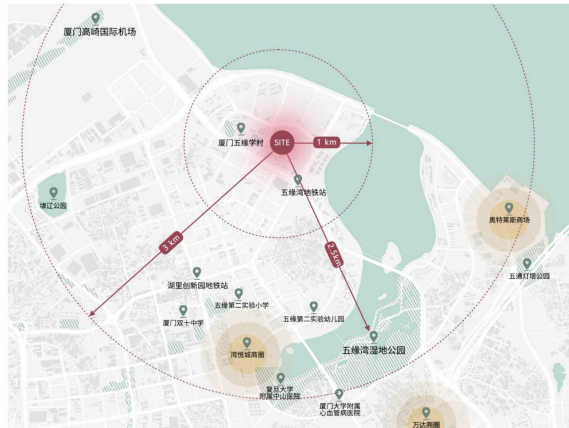 厦门高崎国际机场
厦门五缘学村
SITE
1 km
五缘湾地铁站
埭辽公园
奥特莱斯商场
3 km
2.5km
五通灯塔公园
湖里创新园地铁站
五缘第二实验小学
五缘第二实验幼儿园
厦门双十中学
湾悦城商圈
五缘湾湿地公园
复旦大学
附属中山医院
厦门大学附属
心血管病医院
万达商圈